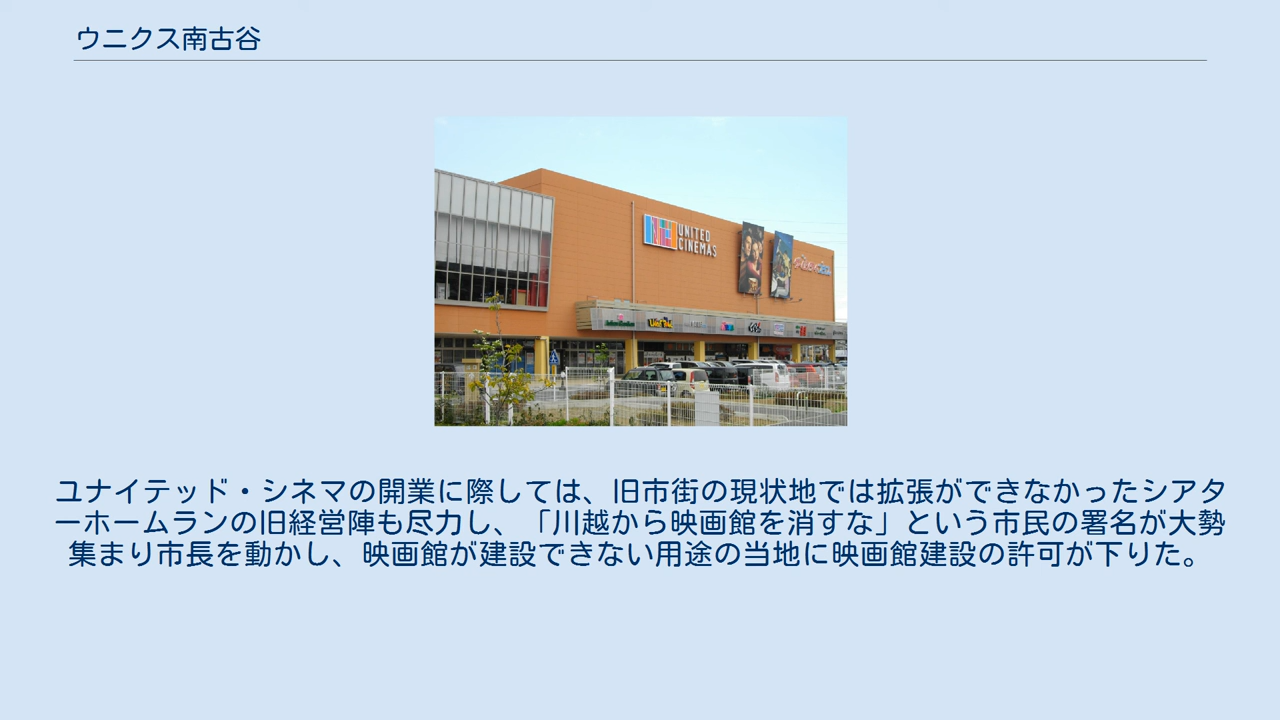 ウニクス南古谷
UNITED
CINEMAS
ユナイテッド・シネマの開業に際しては、旧市街の現状地では拡張ができなかったシアタ
ーホームランの旧経営陣も尽力し、「川越から映画館を消すな」という市民の署名が大勢
集まり市長を動かし、映画館が建設できない用途の当地に映画館建設の許可が下りた。